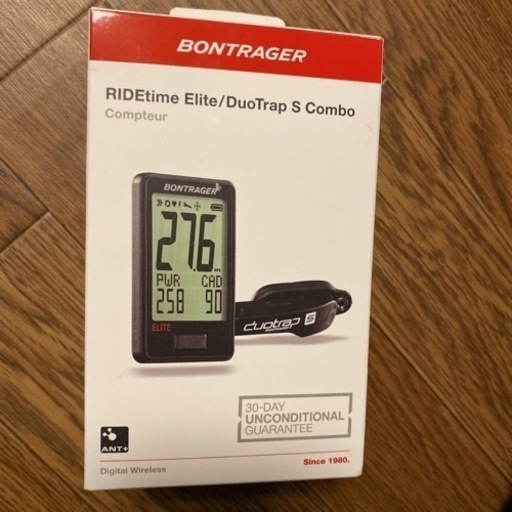 BONTRAGER
RIDEtime Elite/DuoTrap S Combo
Compteur
BONTRAGER
27.6
PWR CAD
258 90
ELITE
duotrap S
30-DAY
UNCONDITIONAL
GUARANTEE
ANT+
Digital Wireless
Since 1980.